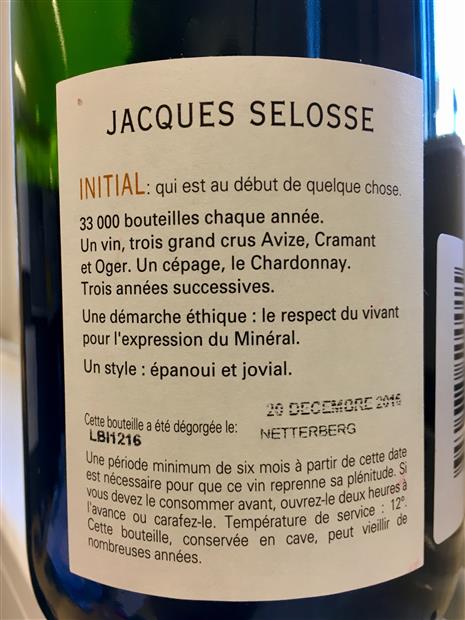 JACQUES SELOSSE
INITIAL: qui est au début de quelque chose.
33 000 bouteilles chaque année.
Un vin, trois grand crus Avize, Cramant
et Oger. Un cépage, le Chardonnay.
Trois années successives.
Une démarche éthique : le respect du vivant
pour l'expression du Minéral.
Un style : épanoui et jovial.
20 DECEMBRE 2016
Cette bouteille a été dégorgée le:
LBI1216
NETTERBERG
Une période minimum de six mois à partir de cette date
est nécessaire pour que ce vin reprenne sa plénitude. Si
vous devez le consommer avant, ouvrez-le deux heures à
l'avance ou carafez-le. Température de service : 12°.
Cette bouteille, conservée en cave, peut vieillir de
nombreuses années.